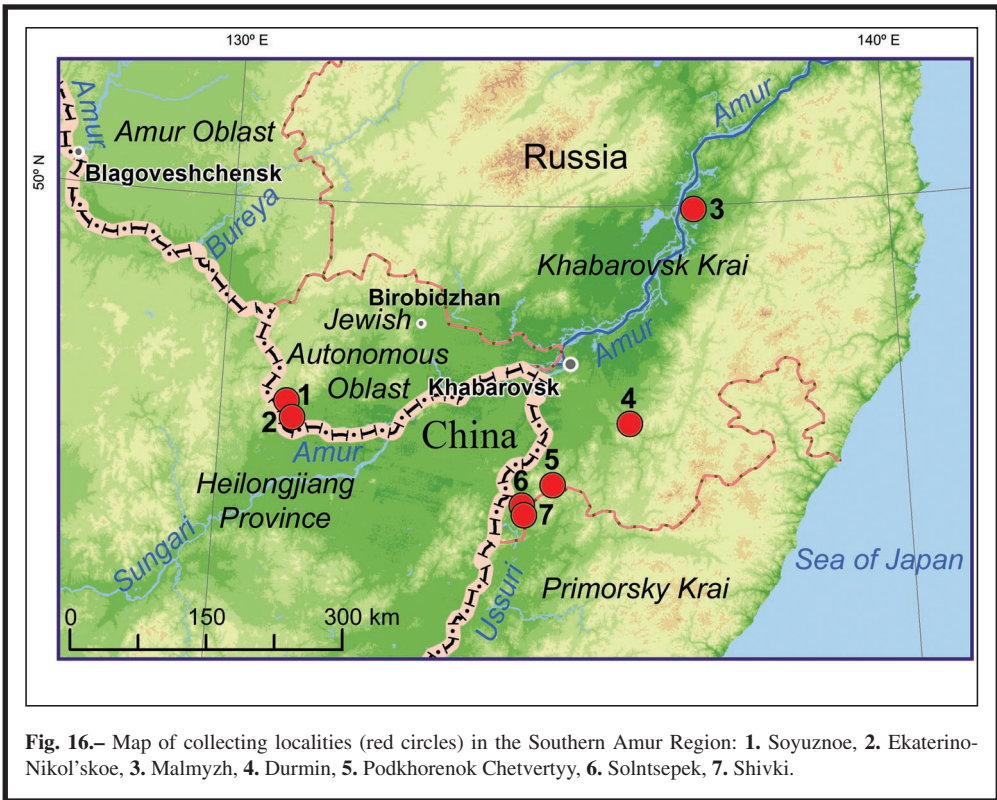 130º E
140º E
50º N
Amur
Amur Oblast
Blagoveshchensk
Bureya
Russia
Amur
3
Khabarovsk Krai
Birobidzhan
Jewish
Autonomous
Oblast
Khabarovsk
Amur
1
2
4
China
Amur
5
6
7
Heilongjiang
Province
Sungari
Ussuri
Primorsky Krai
Sea of Japan
0 150 300 km
Fig. 16.– Map of collecting localities (red circles) in the Southern Amur Region: 1. Soyuznoe, 2. Ekaterino-
Nikol’skoe, 3. Malmyzh, 4. Durmin, 5. Podkhorenok Chetvertyy, 6. Solntsepek, 7. Shivki.